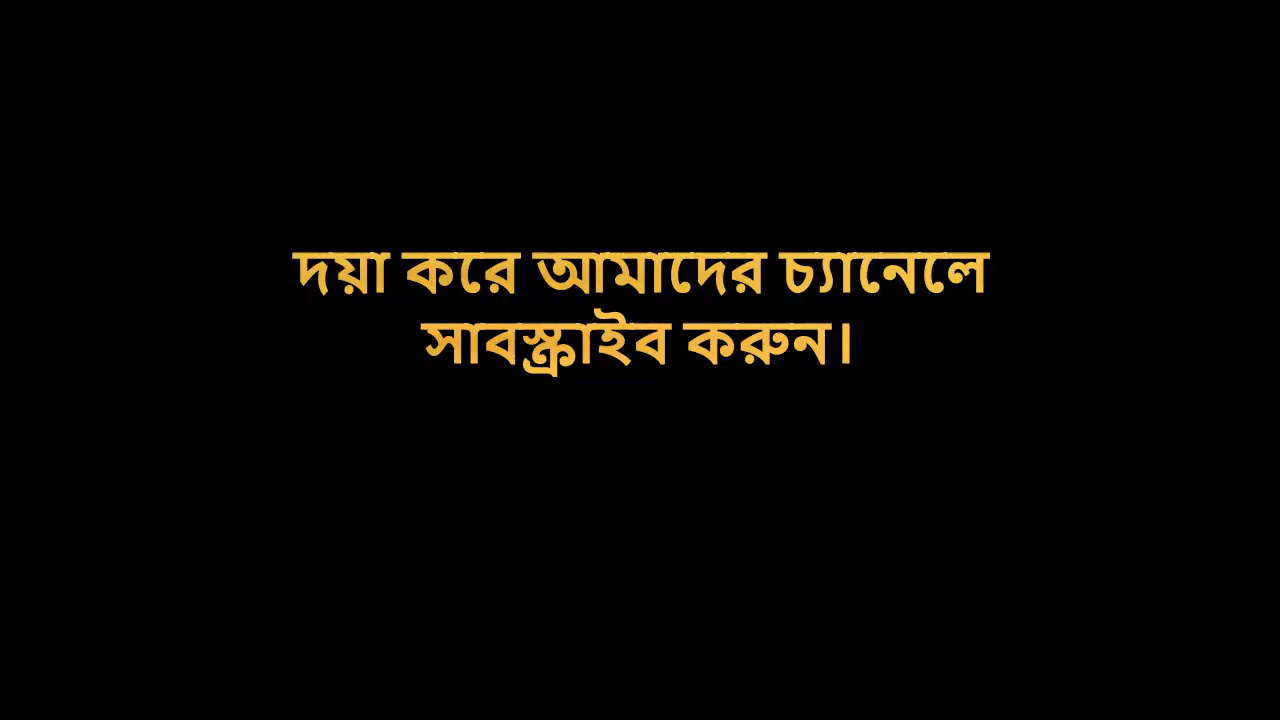 দয়া করে আমাদের চ্যানেলে
সাবস্ক্রাইব করুন।